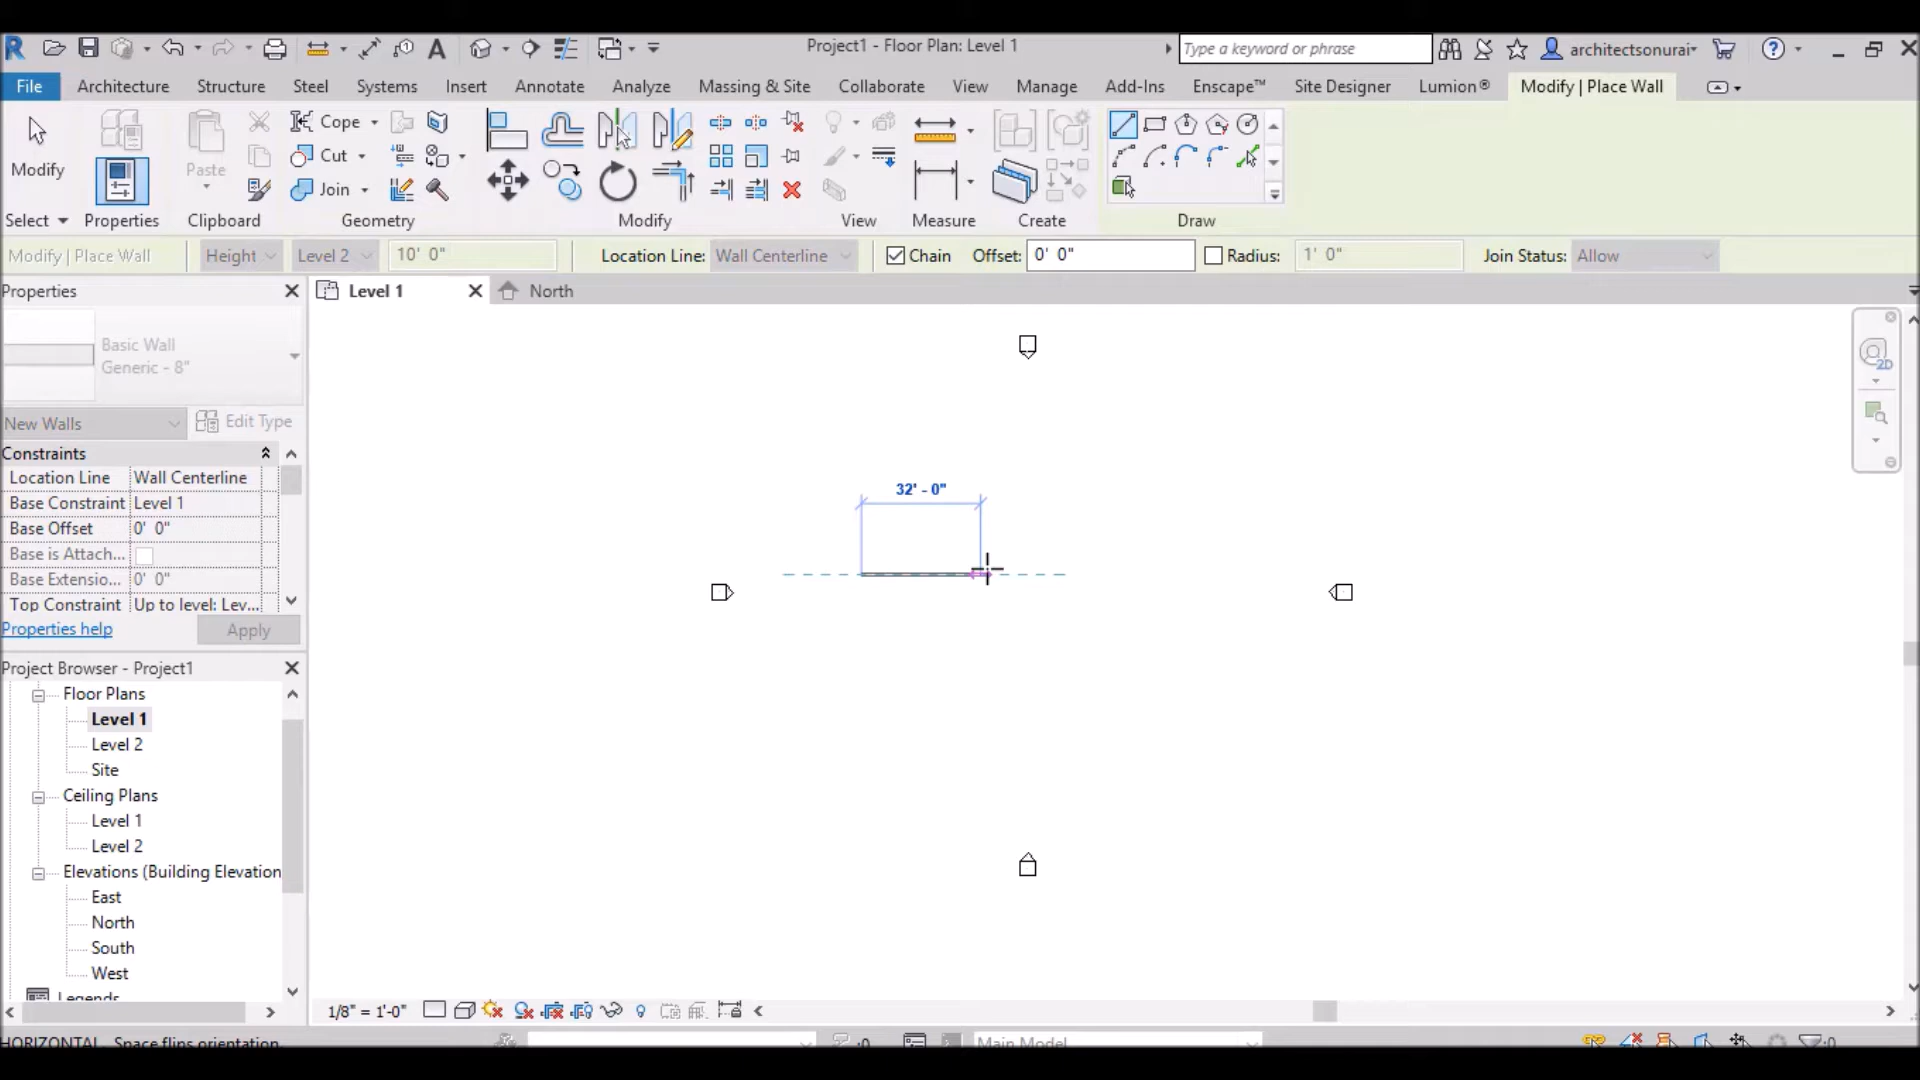 Project1 - Floor Plan: Level 1
Type a keyword or phrase
architectsonurai
File Architecture Structure Steel Systems Insert Annotate Analyze Massing & Site Collaborate View Manage Add-Ins Enscape™ Site Designer Lumion® Modify | Place Wall
Modify
Paste
Cope
Cut
Join
Select Properties Clipboard Geometry Modify View Measure Create Draw
Modify | Place Wall Height Level 2 10' 0" Location Line: Wall Centerline Chain Offset: 0' 0" Radius: 1' 0" Join Status: Allow
Properties
Level 1
North
Basic Wall
Generic - 8"
New Walls
Edit Type
Constraints
Location Line Wall Centerline
Base Constraint Level 1
Base Offset 0' 0"
Base is Attach...
Base Extensio... 0' 0"
Top Constraint Up to level: Lev...
Properties help
Apply
Project Browser - Project1
Floor Plans
Level 1
Level 2
Site
Ceiling Plans
Level 1
Level 2
Elevations (Building Elevation
East
North
South
West
Legends
32' - 0"
2D
1/8" = 1'-0"
HORIZONTAL Space flips orientation.
:0
Main Model
:0